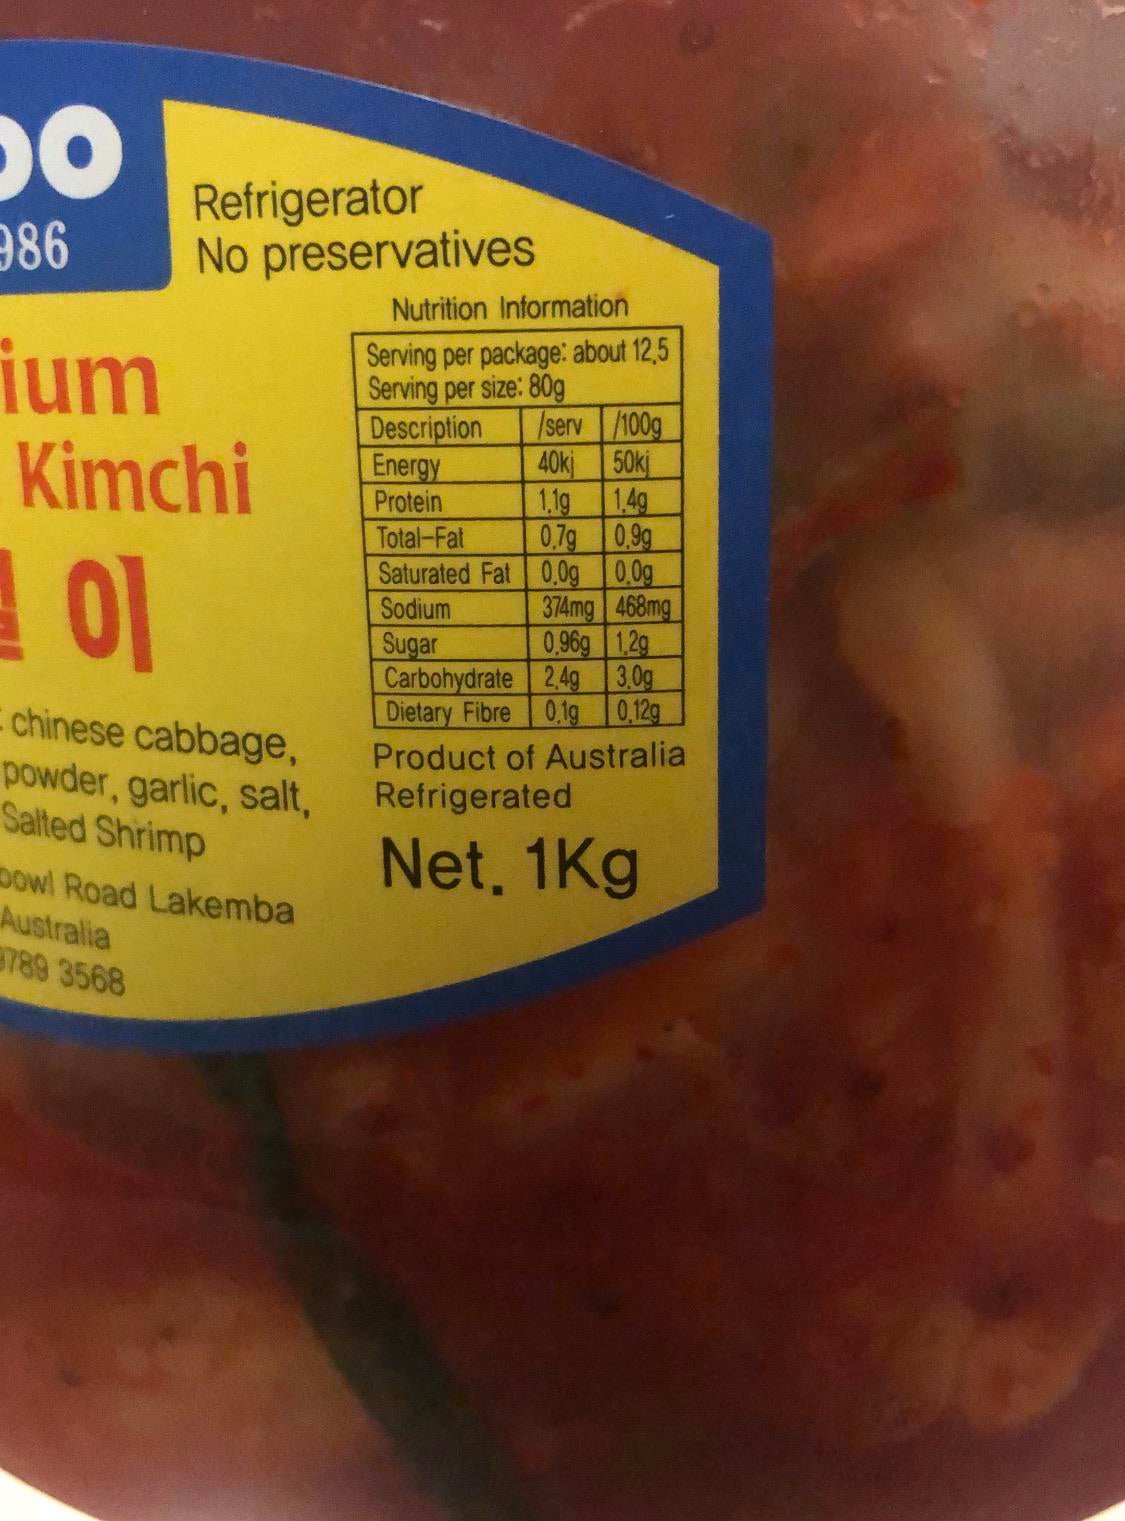 Refrigerator
No preservatives
986
Nutrition Information
Serving per package: about 12,5
Serving per size: 80g
Description /serv /100g
Energy 40kj 50kj
Protein 1,1g 1,4g
Total-Fat 0,7g 0,9g
Saturated Fat 0,0g 0,0g
Sodium 374mg 468mg
Sugar 0,96g 1,2g
Carbohydrate 2,4g 3,0g
Dietary Fibre 0,1g 0,12g
Product of Australia
Refrigerated
Net. 1Kg
ium
Kimchi
이
chinese cabbage,
powder, garlic, salt,
Salted Shrimp
bowl Road Lakemba
Australia
9789 3568